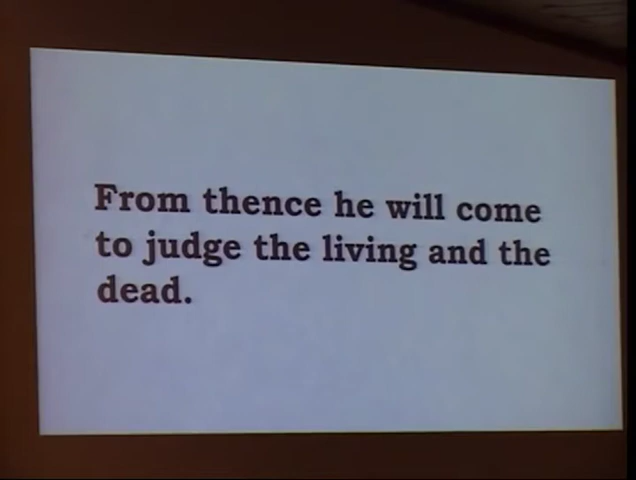 From thence he will come
to judge the living and the
dead.